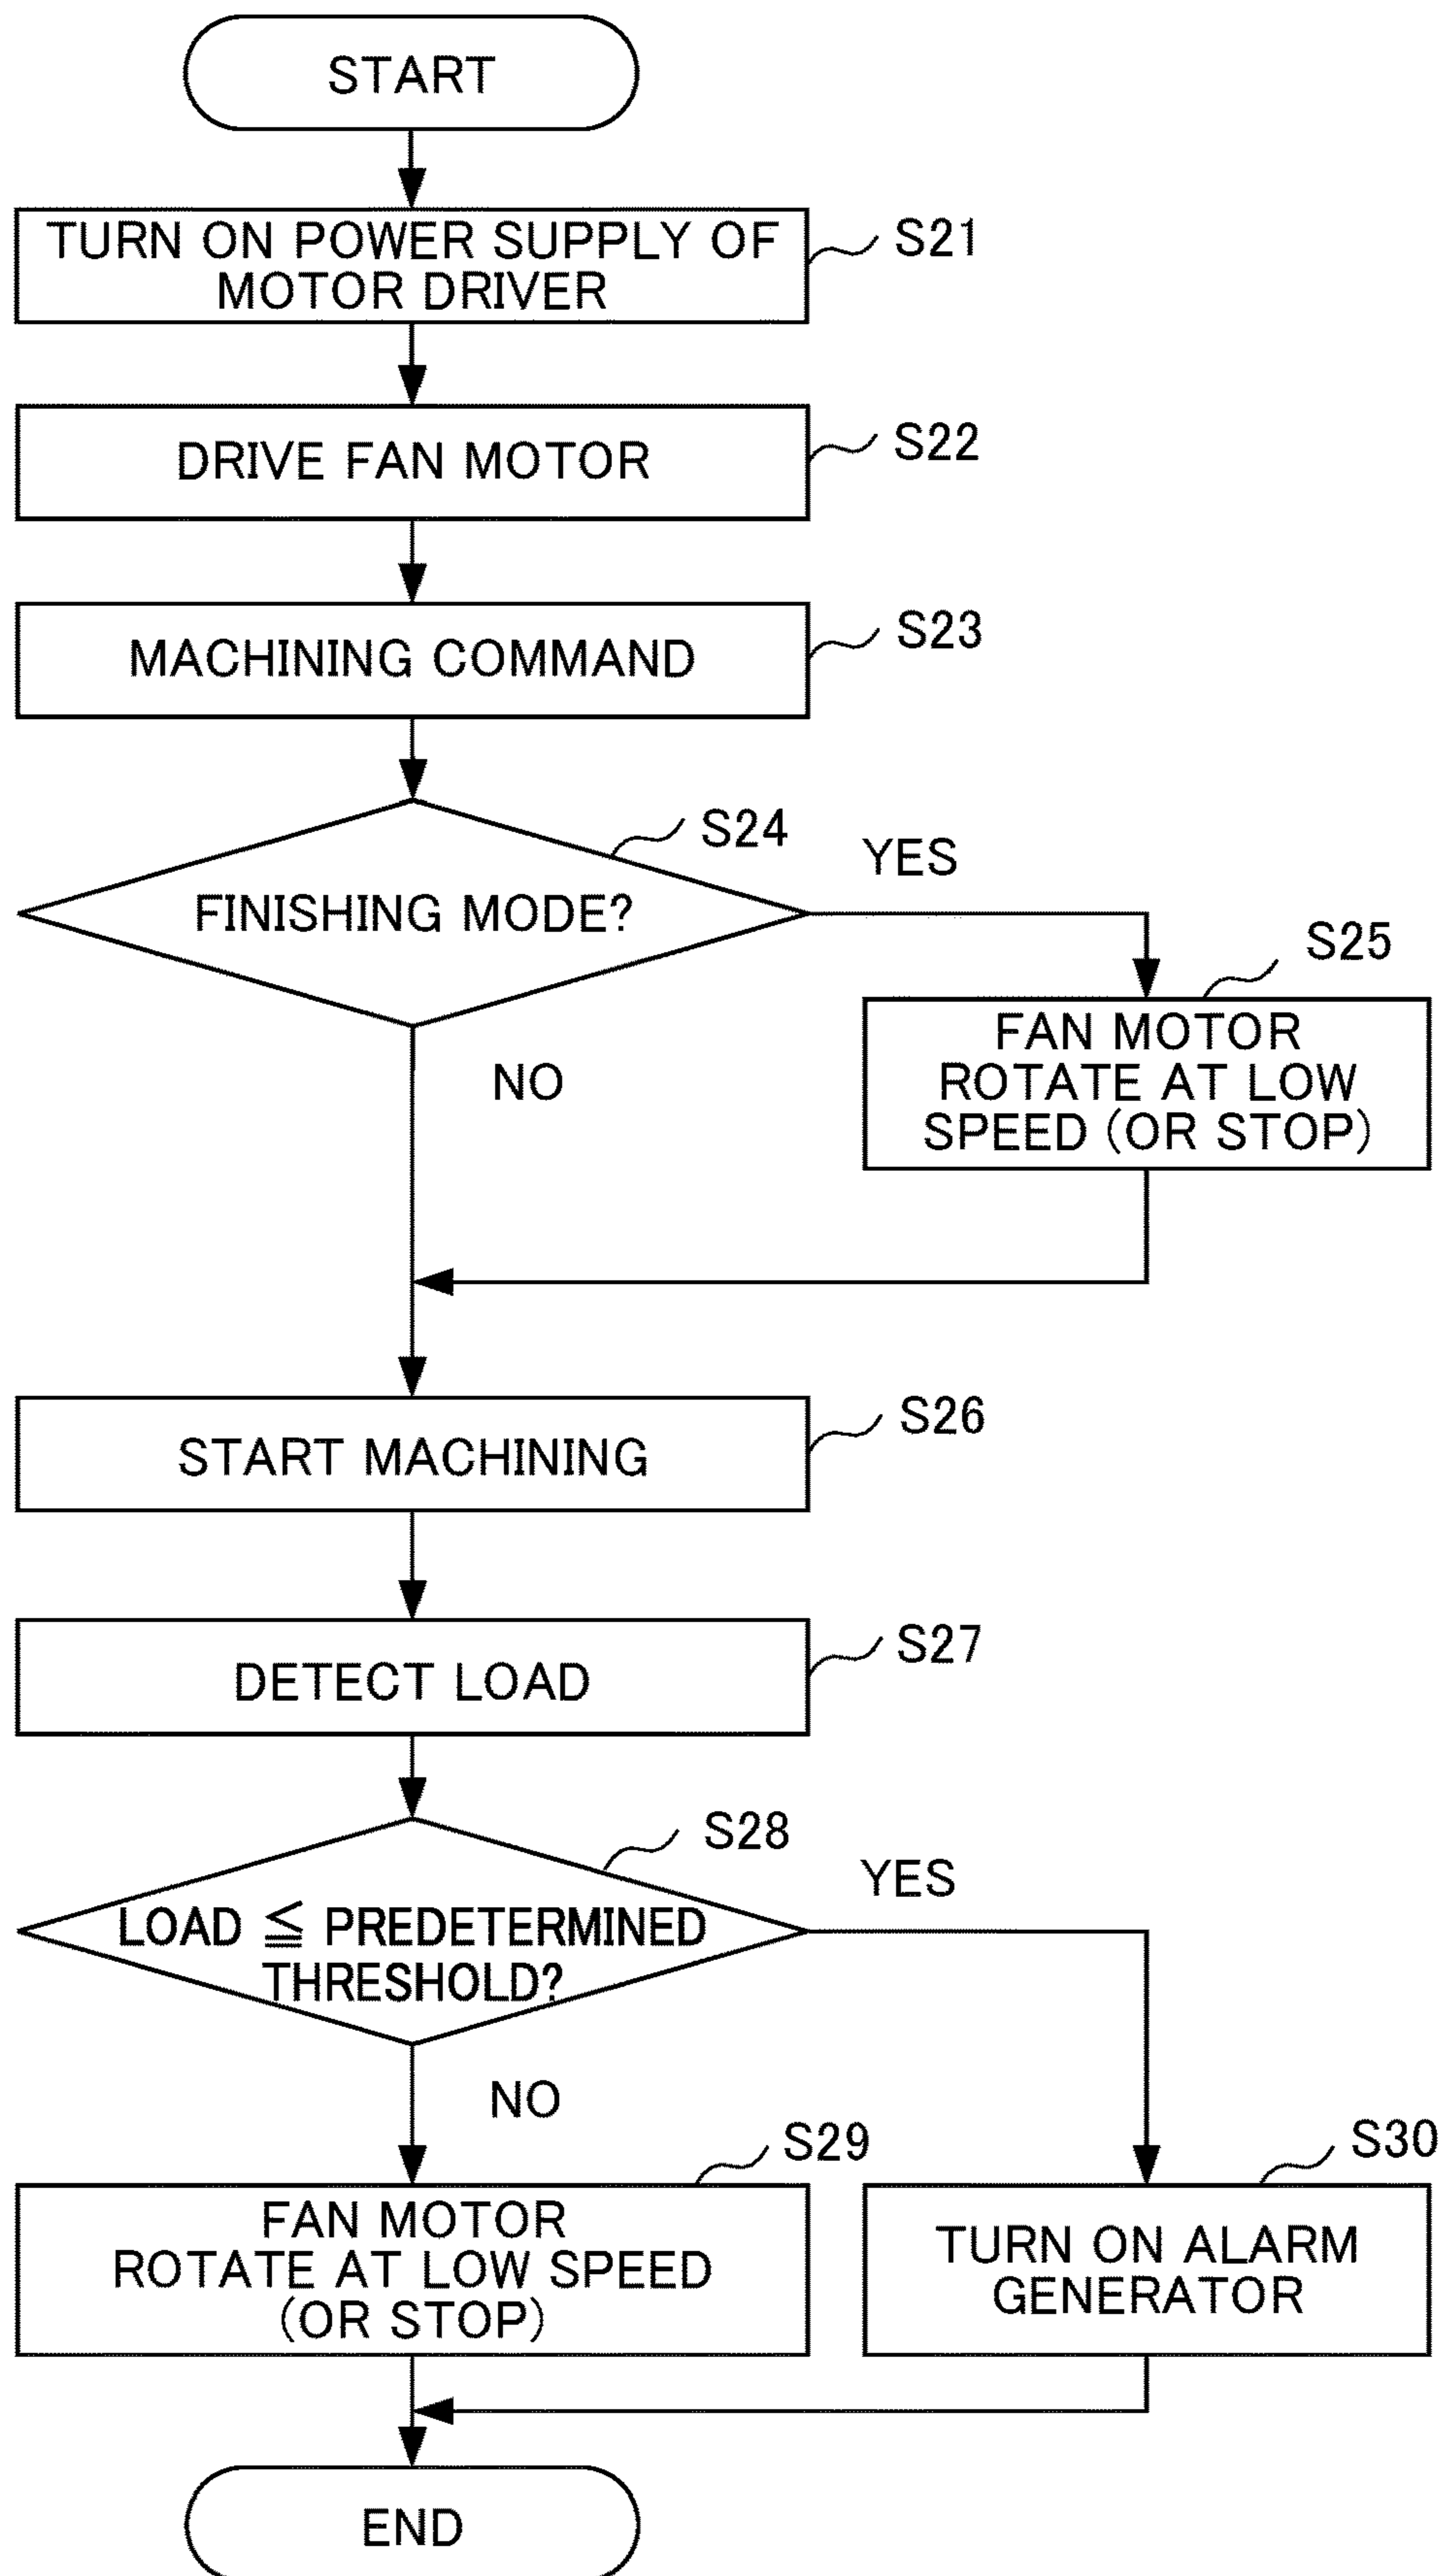 START
TURN ON POWER SUPPLY OF
MOTOR DRIVER
S21
DRIVE FAN MOTOR
S22
MACHINING COMMAND
S23
S24
FINISHING MODE?
YES
NO
S25
FAN MOTOR
ROTATE AT LOW
SPEED (OR STOP)
START MACHINING
S26
DETECT LOAD
S27
S28
LOAD ≦ PREDETERMINED
THRESHOLD?
YES
NO
S29
FAN MOTOR
ROTATE AT LOW SPEED
(OR STOP)
S30
TURN ON ALARM
GENERATOR
END